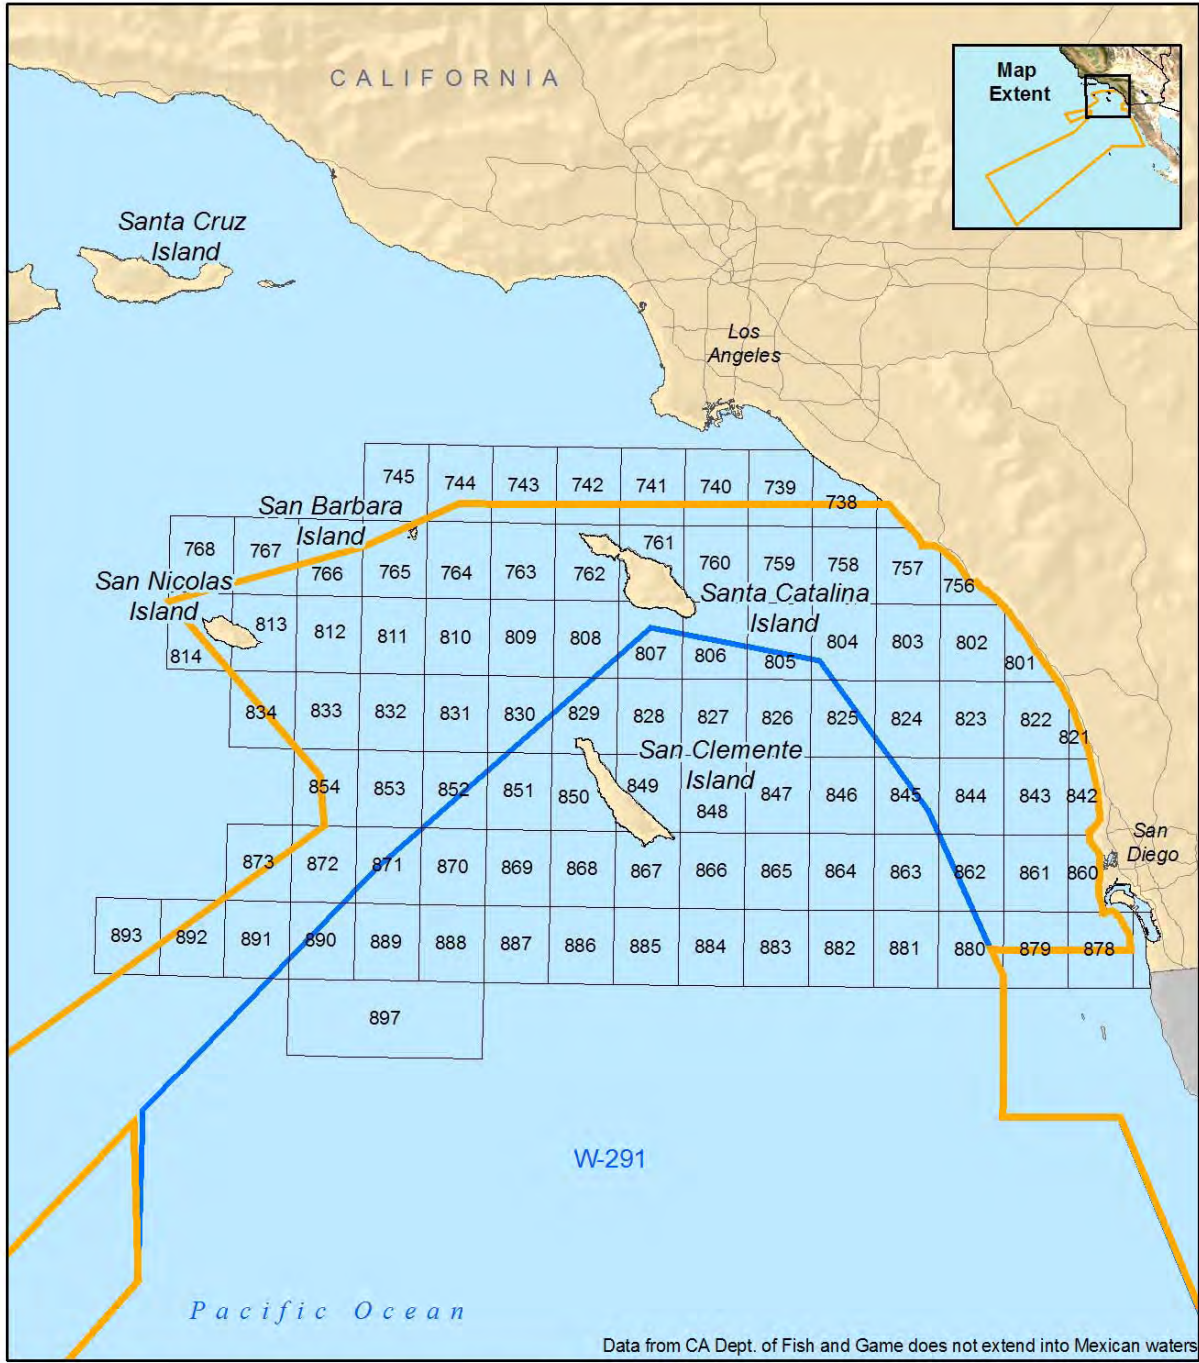 CALIFORNIA
Map
Extent
Santa Cruz
Island
Los
Angeles
745 744 743 742 741 740 739 738
San Barbara
Island
768 767 766 765 764 763 762 761 760 759 758 757 756
San Nicolas
Island
Santa Catalina
Island
814 813 812 811 810 809 808 807 806 805 804 803 802 801
834 833 832 831 830 829 828 827 826 825 824 823 822 821
San Clemente
Island
854 853 852 851 850 849 848 847 846 845 844 843 842
San
Diego
873 872 871 870 869 868 867 866 865 864 863 862 861 860
893 892 891 890 889 888 887 886 885 884 883 882 881 880 879 878
897
W-291
Pacific Ocean
Data from CA Dept. of Fish and Game does not extend into Mexican waters